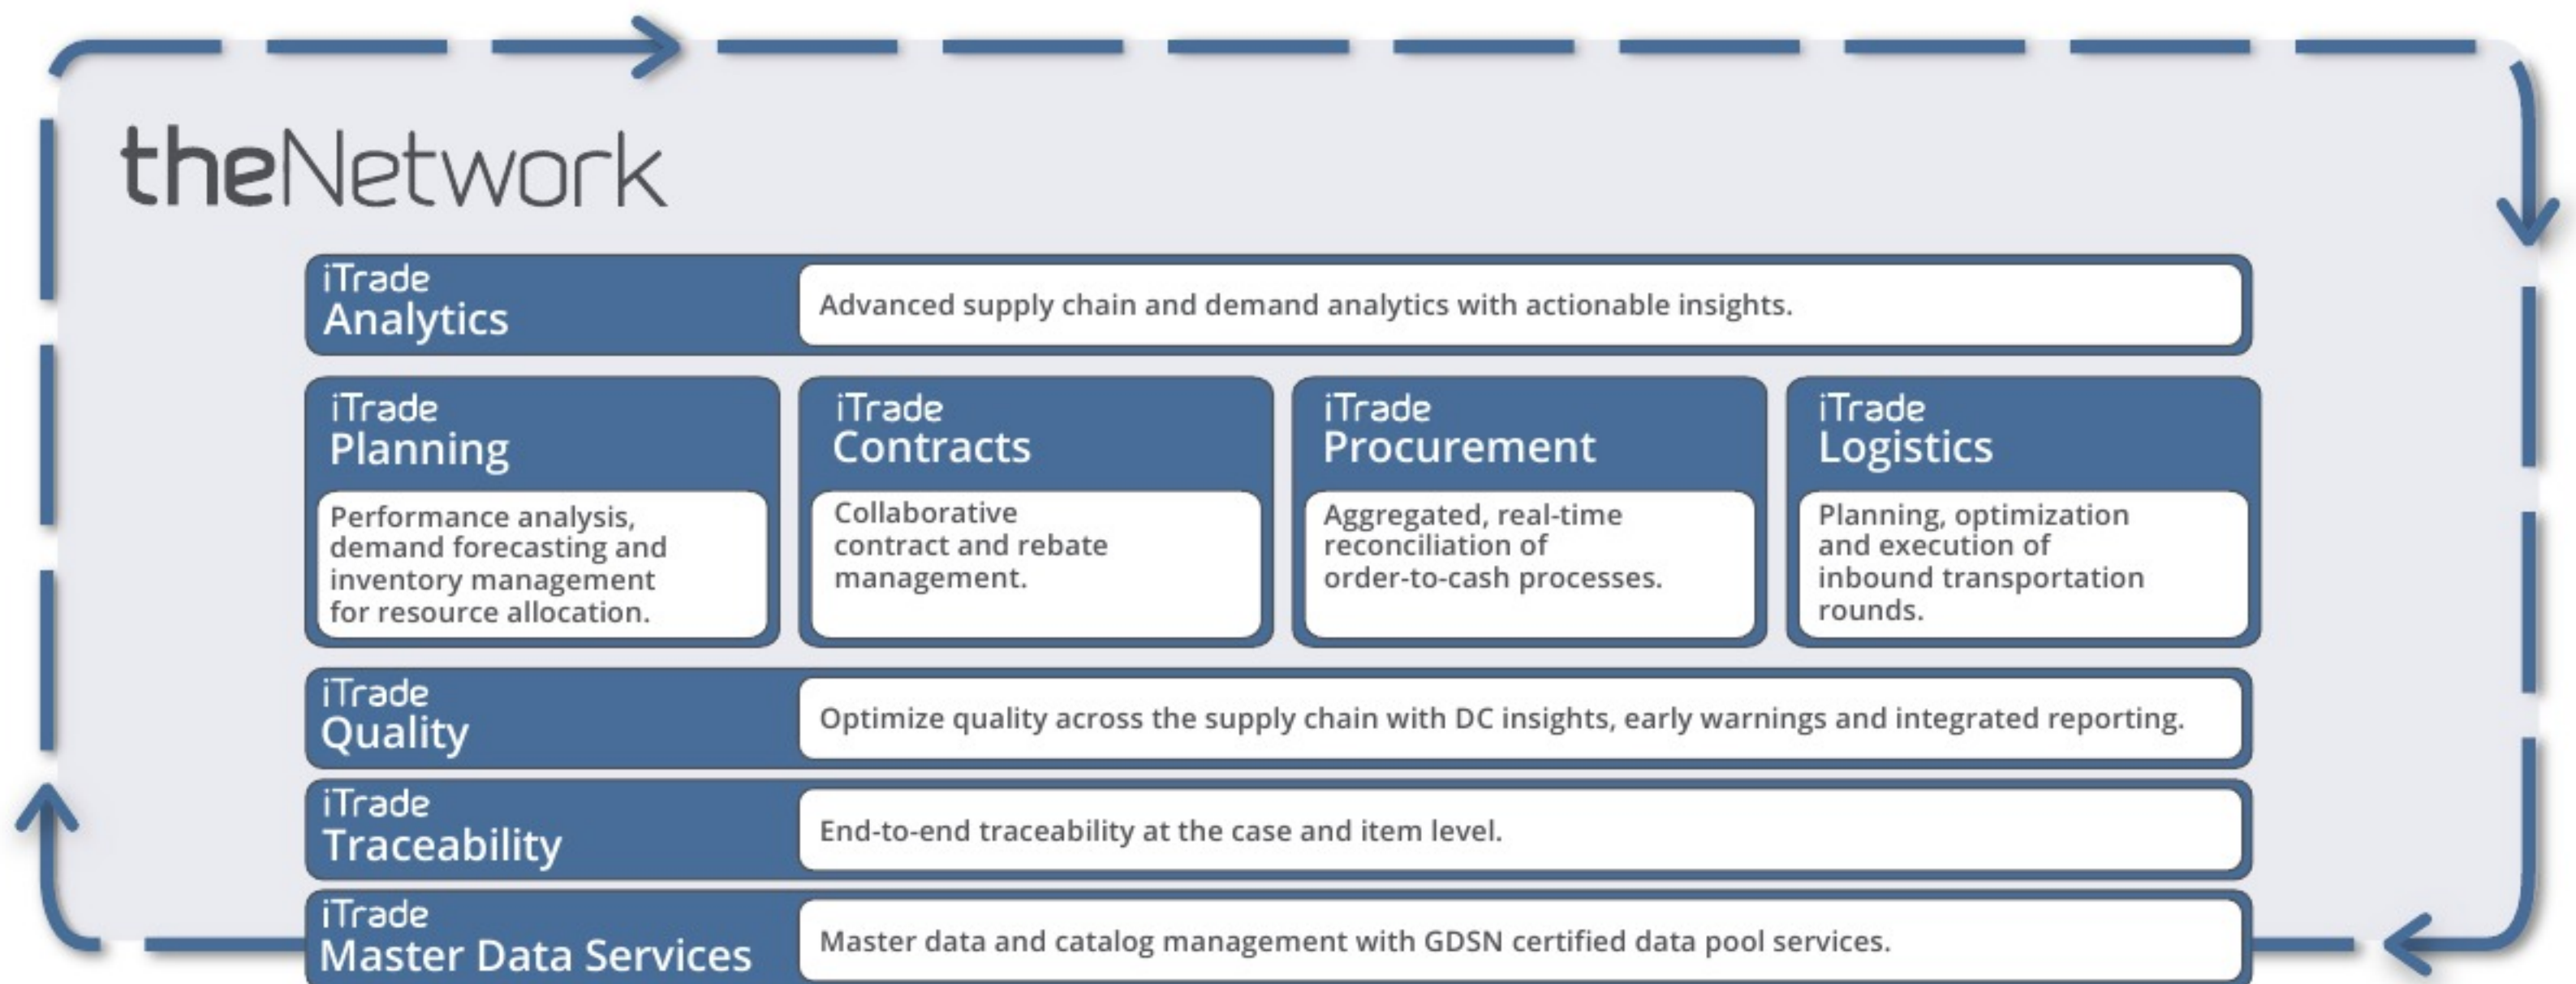 theNetwork
iTrade
Analytics
Advanced supply chain and demand analytics with actionable insights.
iTrade
Planning
Performance analysis,
demand forecasting and
inventory management
for resource allocation.
iTrade
Contracts
Collaborative
contract and rebate
management.
iTrade
Procurement
Aggregated, real-time
reconciliation of
order-to-cash processes.
iTrade
Logistics
Planning, optimization
and execution of
inbound transportation
rounds.
iTrade
Quality
Optimize quality across the supply chain with DC insights, early warnings and integrated reporting.
iTrade
Traceability
End-to-end traceability at the case and item level.
iTrade
Master Data Services
Master data and catalog management with GDSN certified data pool services.